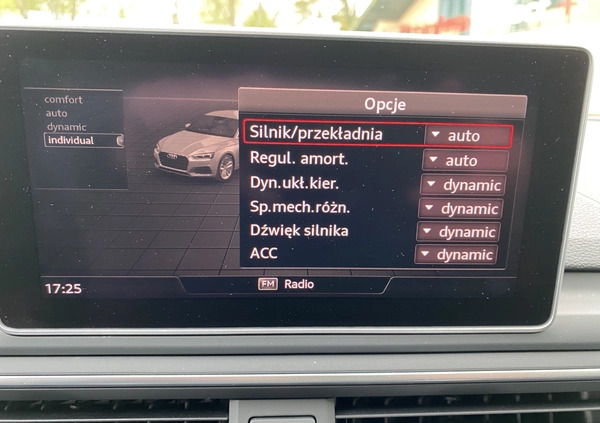 comfort
auto
dynamic
individual
Opcje
Silnik/przekładnia auto
Regul. amort. auto
Dyn.ukł.kier. dynamic
Sp.mech.różn. dynamic
Dźwięk silnika dynamic
ACC dynamic
17:25
FM Radio